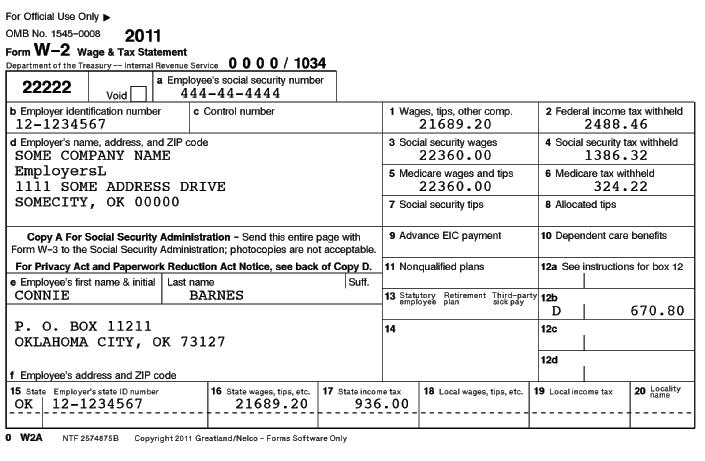 For Official Use Only ▶
OMB No. 1545-0008 2011
Form W-2 Wage & Tax Statement
Department of the Treasury -- Internal Revenue Service 0 0 0 0 / 1034
22222 Void
a Employee's social security number
444-44-4444
b Employer identification number
12-1234567
c Control number
1 Wages, tips, other comp.
21689.20
2 Federal income tax withheld
2488.46
d Employer's name, address, and ZIP code
SOME COMPANY NAME
EmployersL
1111 SOME ADDRESS DRIVE
SOMECITY, OK 00000
3 Social security wages
22360.00
4 Social security tax withheld
1386.32
5 Medicare wages and tips
22360.00
6 Medicare tax withheld
324.22
7 Social security tips
8 Allocated tips
Copy A For Social Security Administration - Send this entire page with
Form W-3 to the Social Security Administration; photocopies are not acceptable.
For Privacy Act and Paperwork Reduction Act Notice, see back of Copy D.
9 Advance EIC payment
10 Dependent care benefits
11 Nonqualified plans
12a See instructions for box 12
e Employee's first name & initial Last name Suff.
CONNIE BARNES
P. O. BOX 11211
OKLAHOMA CITY, OK 73127
f Employee's address and ZIP code
13 Statutory employee Retirement plan Third-party sick pay
12b
D 670.80
14
12c
12d
15 State Employer's state ID number
OK 12-1234567
16 State wages, tips, etc.
21689.20
17 State income tax
936.00
18 Local wages, tips, etc.
19 Local income tax
20 Locality name
0 W2A NTF 2574875B Copyright 2011 Greatland/Nelco - Forms Software Only